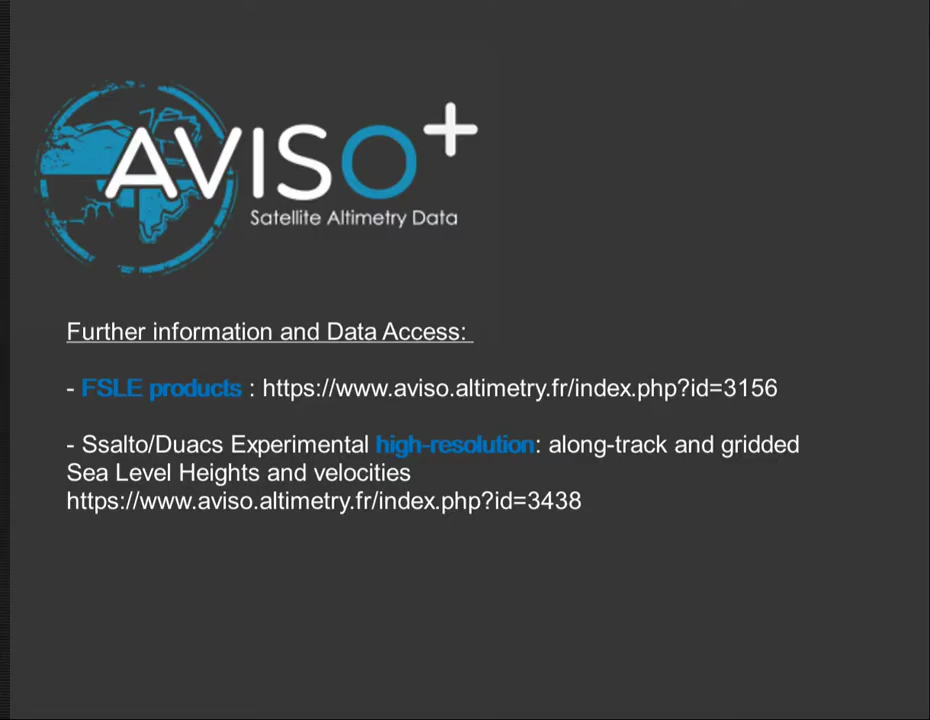 AVISO+
Satellite Altimetry Data
Further information and Data Access:
- FSLE products : https://www.aviso.altimetry.fr/index.php?id=3156
- Ssalto/Duacs Experimental high-resolution: along-track and gridded
Sea Level Heights and velocities
https://www.aviso.altimetry.fr/index.php?id=3438